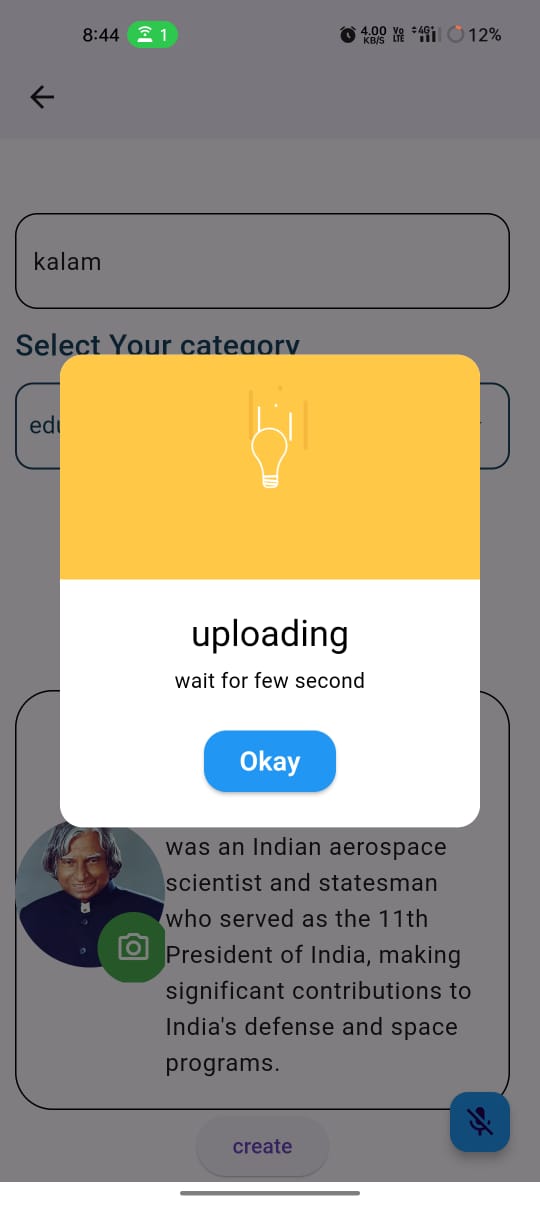 8:44 1 4.00 KB/S Vo LTE 4G+ 12%
kalam
Select Your category
edu
uploading
wait for few second
Okay
was an Indian aerospace
scientist and statesman
who served as the 11th
President of India, making
significant contributions to
India's defense and space
programs.
create